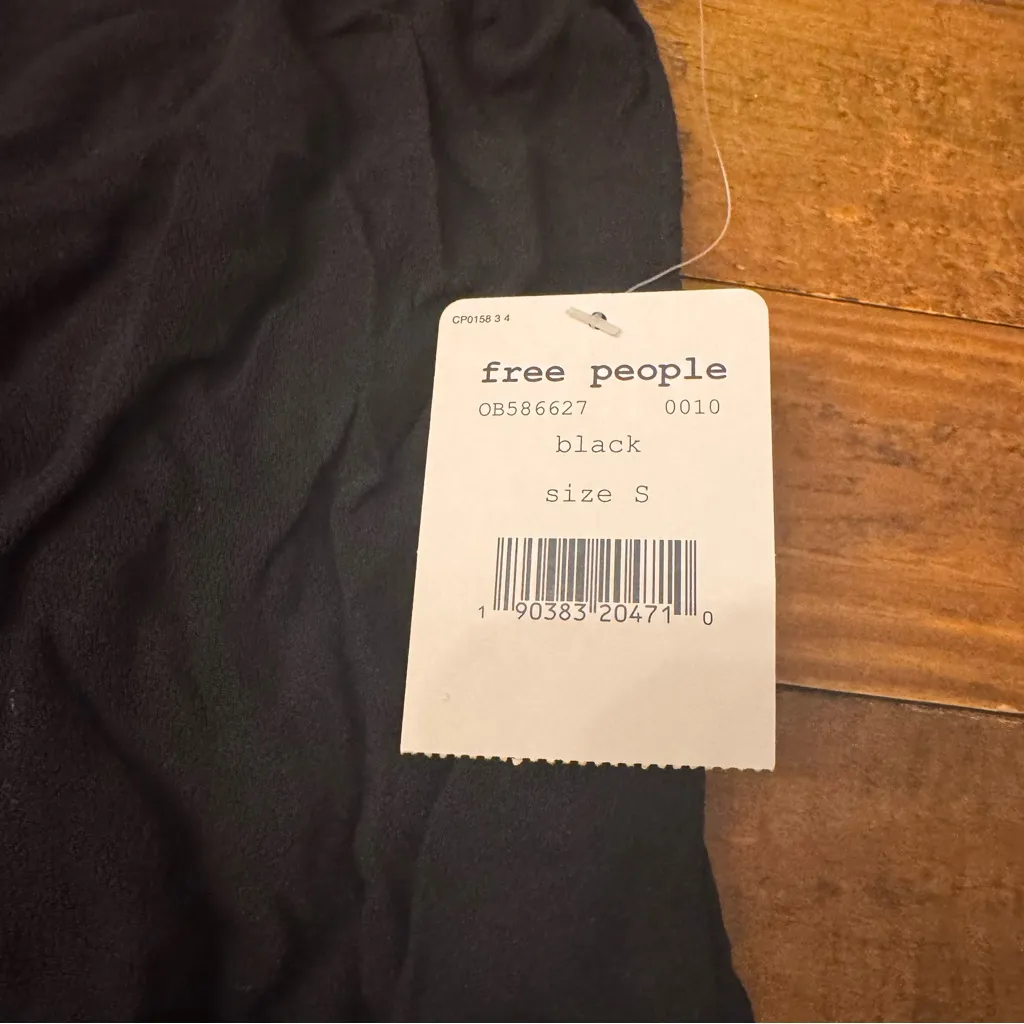 CP0158 3 4
free people
OB586627 0010
black
size S
1 90383 20471 0